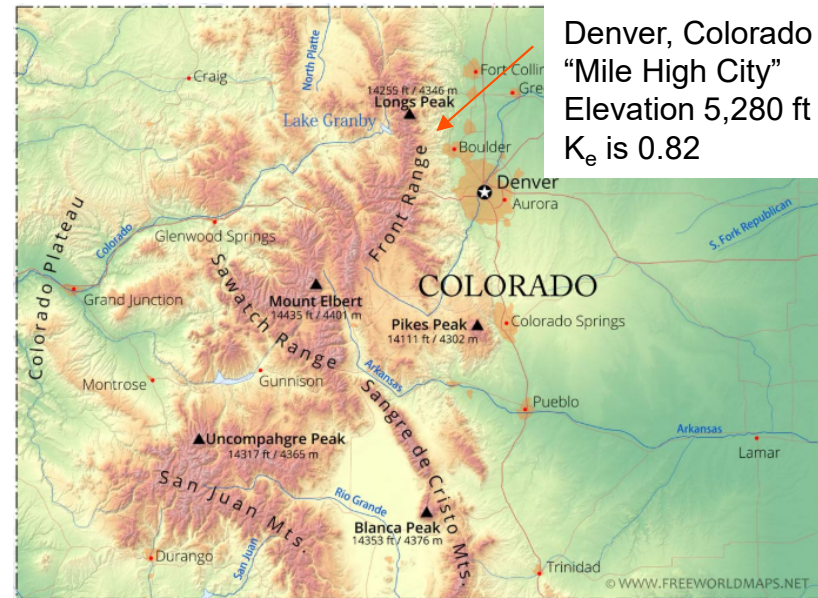 Denver, Colorado
“Mile High City”
Elevation 5,280 ft
Kₑ is 0.82
North Platte
Craig
Fort Collin
Gre
14255 ft / 4346 m
Longs Peak
Lake Granby
Boulder
Front Range
Denver
Aurora
S. Fork Republican
Colorado Plateau
Colorado
Glenwood Springs
Sawatch Range
COLORADO
Grand Junction
Mount Elbert
14435 ft / 4401 m
Pikes Peak
14111 ft / 4302 m
Colorado Springs
Montrose
Gunnison
Arkansas
Sangre de Cristo Mts.
Pueblo
Arkansas
Lamar
Uncompahgre Peak
14317 ft / 4365 m
San Juan Mts.
Rio Grande
Blanca Peak
14353 ft / 4376 m
Durango
San Juan
Trinidad
© WWW.FREEWORLDMAPS.NET